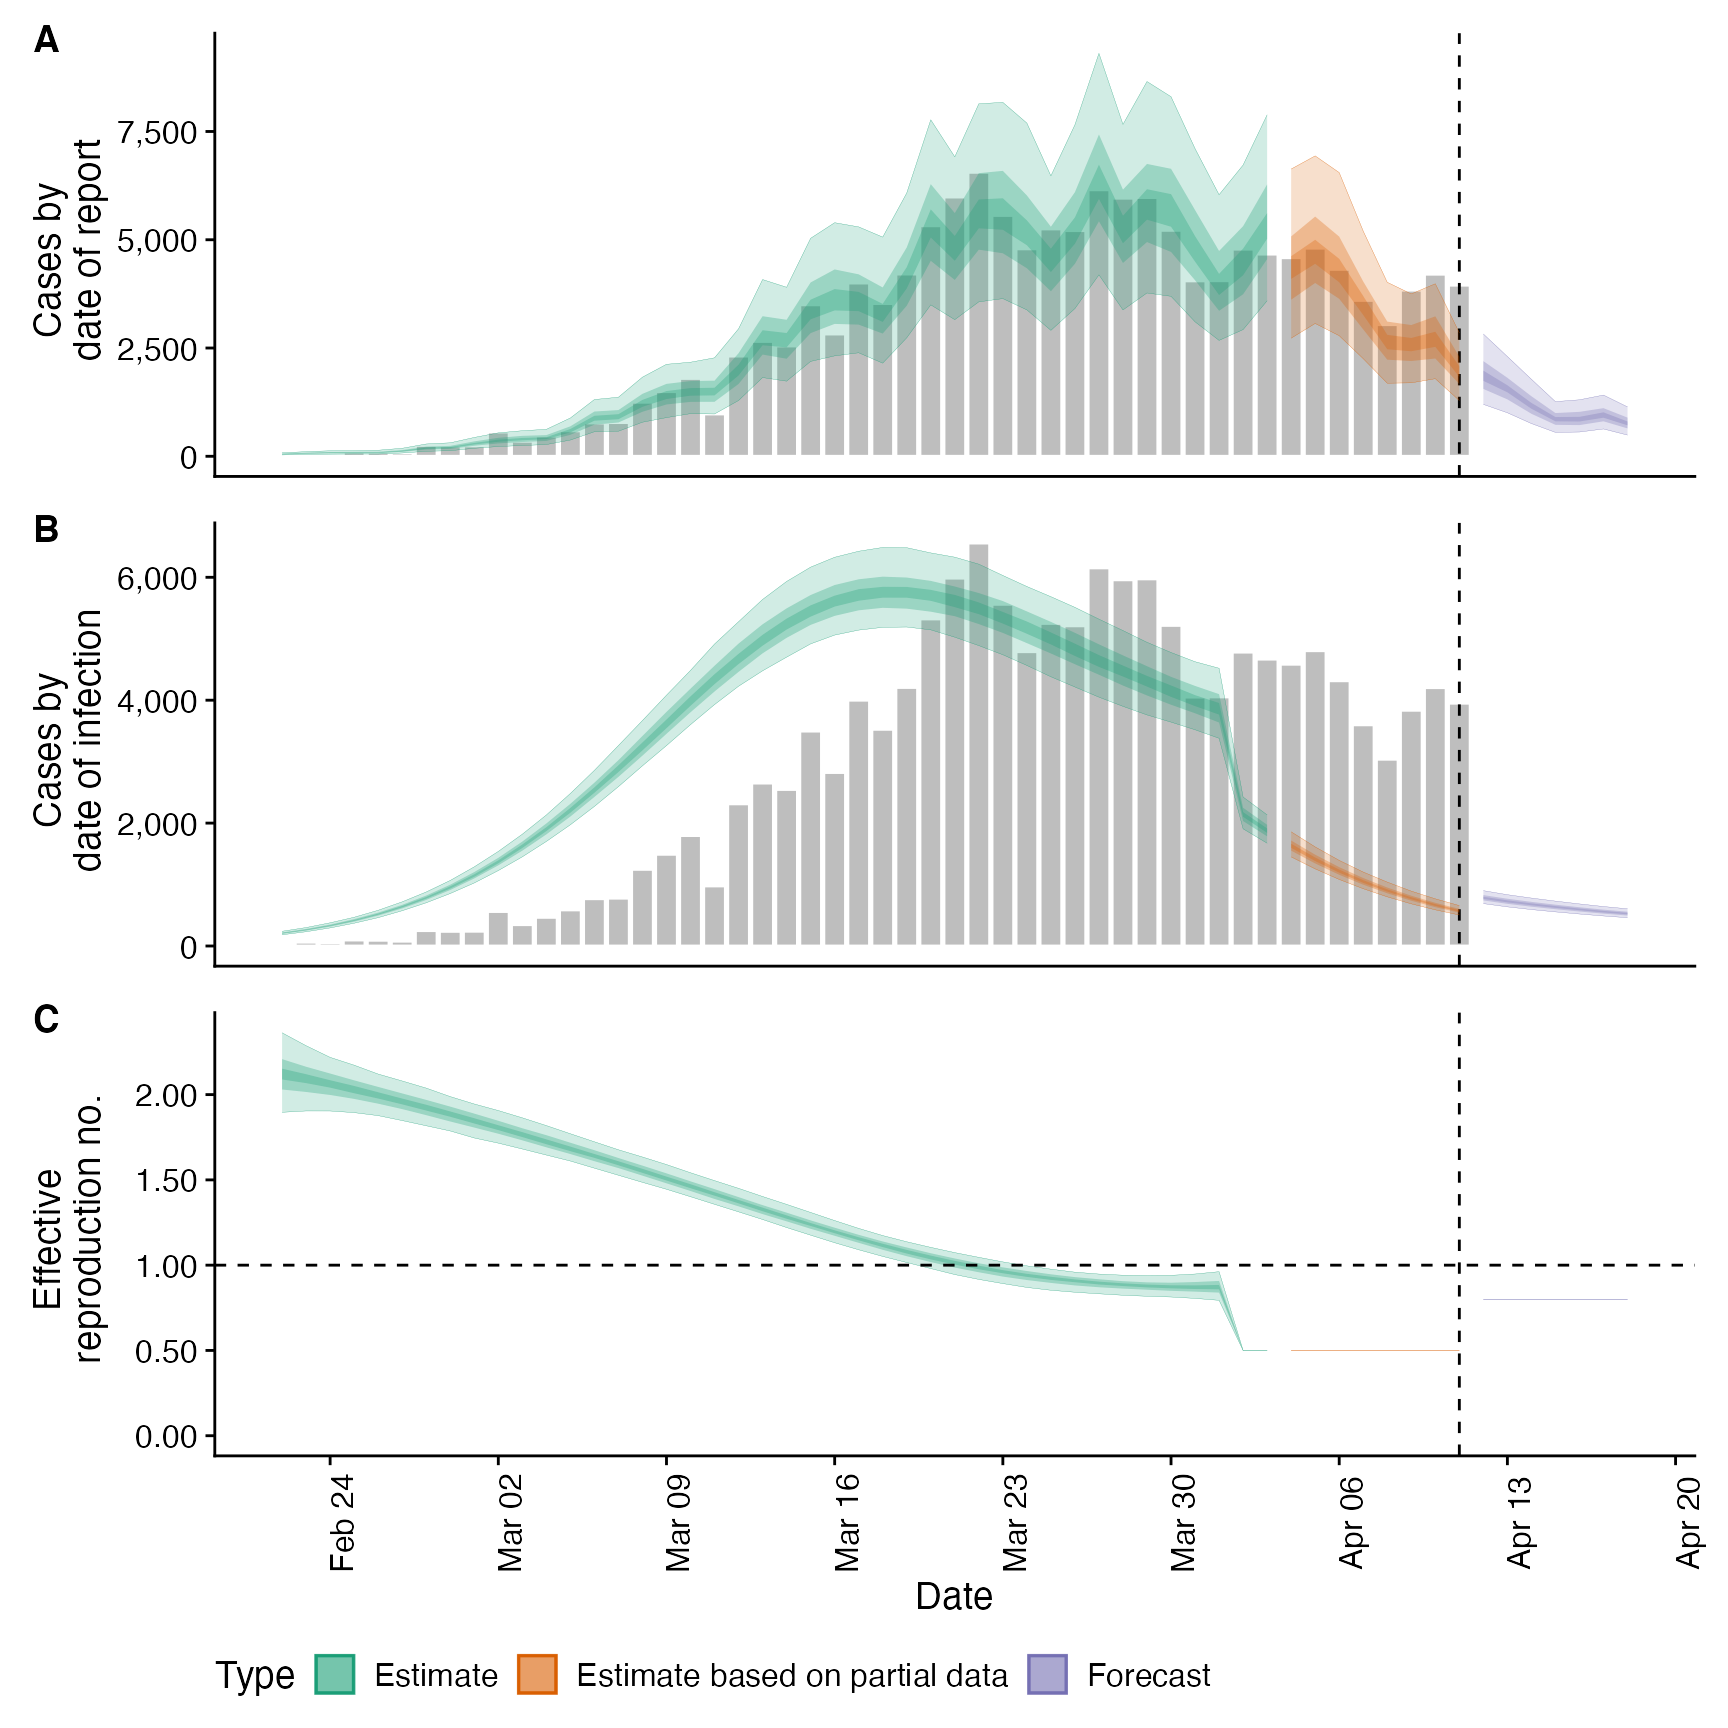 A
Cases by
date of report
7,500
5,000
2,500
0
B
Cases by
date of infection
6,000
4,000
2,000
0
C
Effective
reproduction no.
2.00
1.50
1.00
0.50
0.00
Feb 24
Mar 02
Mar 09
Mar 16
Mar 23
Mar 30
Apr 06
Apr 13
Apr 20
Date
Type Estimate Estimate based on partial data Forecast